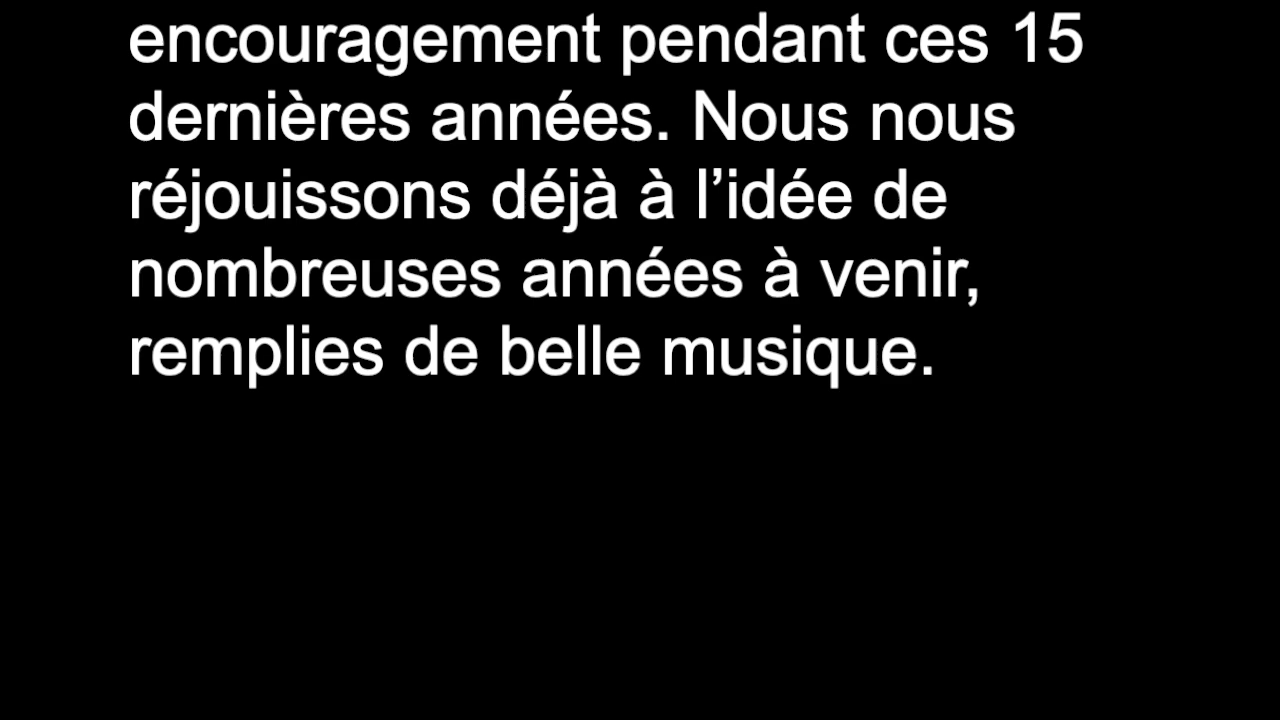 encouragement pendant ces 15
dernières années. Nous nous
réjouissons déjà à l’idée de
nombreuses années à venir,
remplies de belle musique.